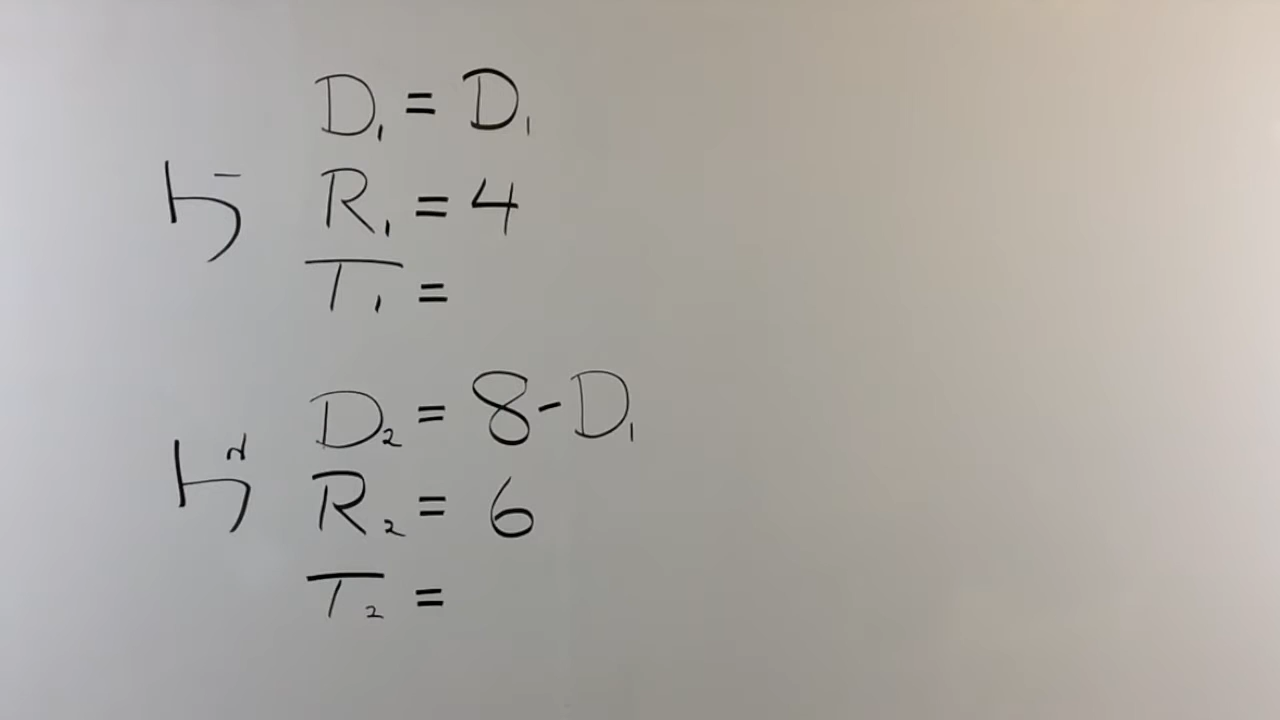 D₁ = D₁
R₁ = 4
T₁ =
D₂ = 8-D₁
R₂ = 6
T₂ =